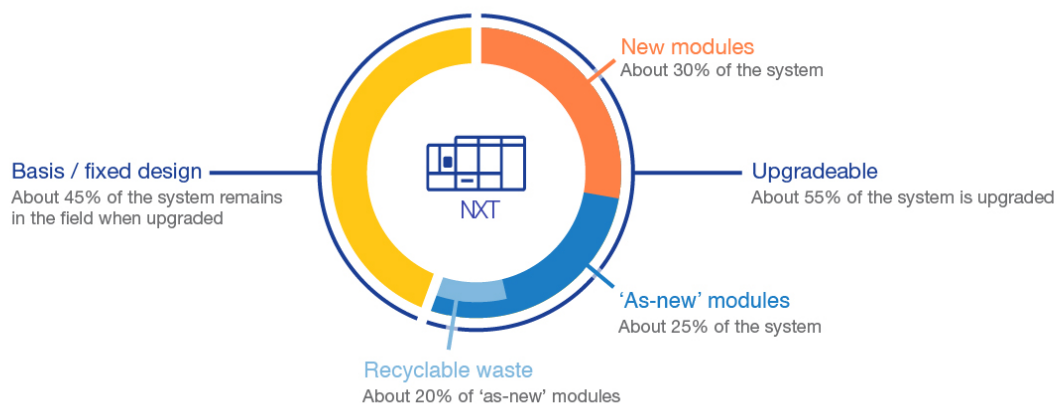 New modules
About 30% of the system
Basis / fixed design
About 45% of the system remains
in the field when upgraded
NXT
Upgradeable
About 55% of the system is upgraded
‘As-new’ modules
About 25% of the system
Recyclable waste
About 20% of ‘as-new’ modules